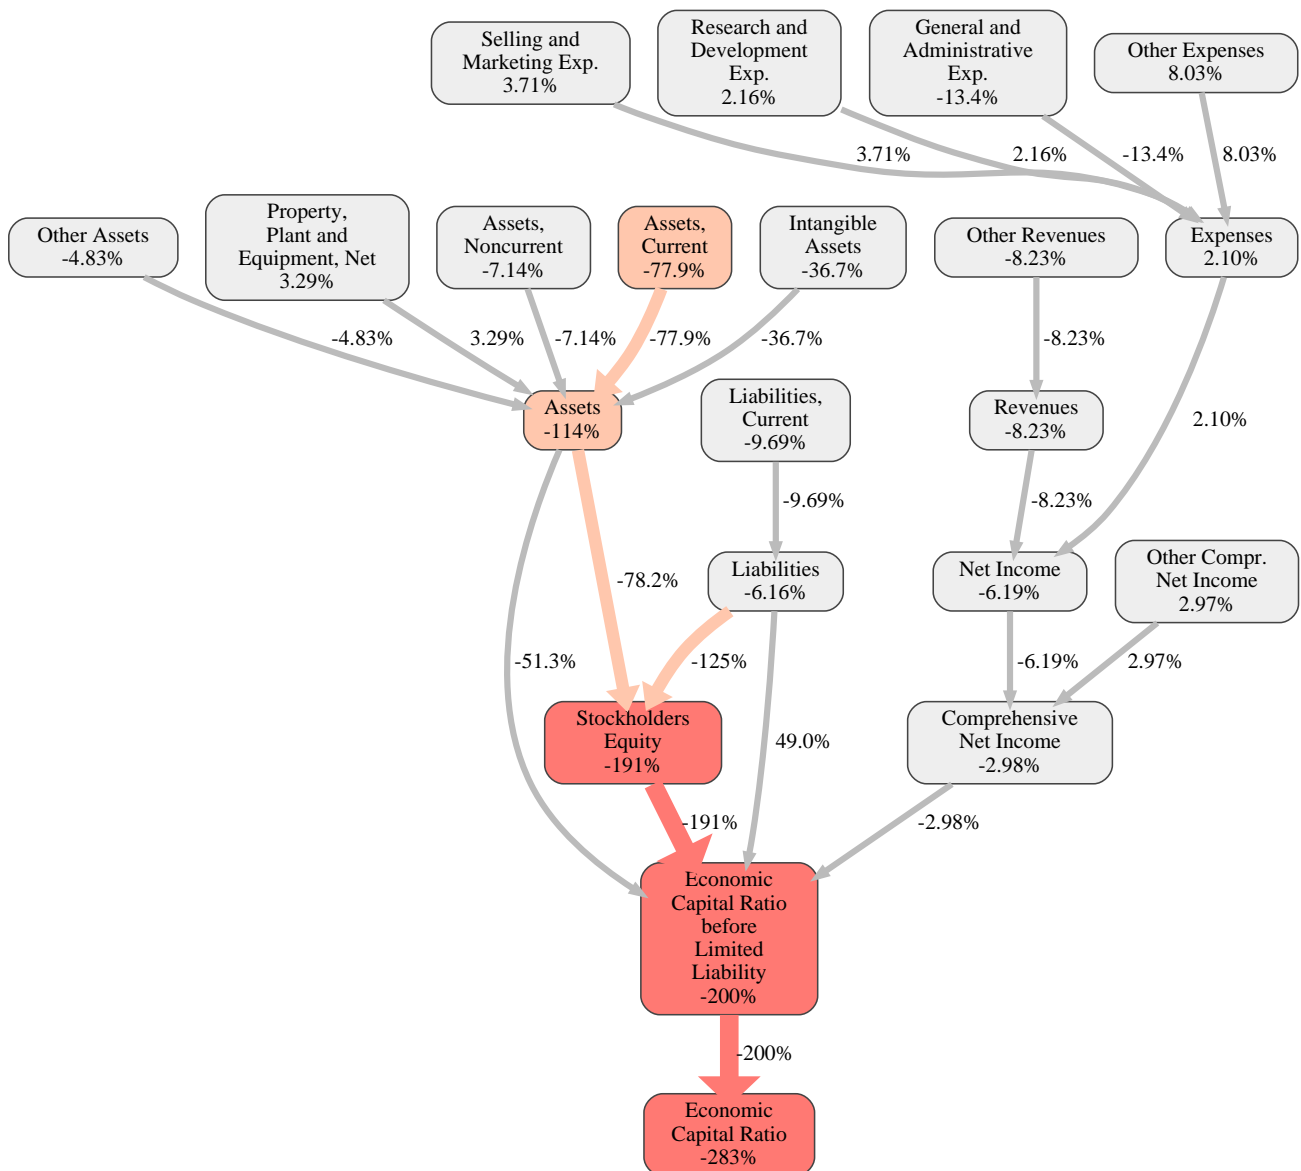 Selling and
Marketing Exp.
3.71%
Research and
Development
Exp.
2.16%
General and
Administrative
Exp.
-13.4%
Other Expenses
8.03%
3.71%
2.16%
-13.4%
8.03%
Other Assets
-4.83%
Property,
Plant and
Equipment, Net
3.29%
Assets,
Noncurrent
-7.14%
Assets,
Current
-77.9%
Intangible
Assets
-36.7%
Other Revenues
-8.23%
Expenses
2.10%
-4.83%
3.29%
-7.14%
-77.9%
-36.7%
-8.23%
Assets
-114%
Liabilities,
Current
-9.69%
Revenues
-8.23%
2.10%
-9.69%
-8.23%
-78.2%
Liabilities
-6.16%
Net Income
-6.19%
Other Compr.
Net Income
2.97%
-51.3%
-125%
-6.19%
2.97%
Stockholders
Equity
-191%
49.0%
Comprehensive
Net Income
-2.98%
-191%
-2.98%
Economic
Capital Ratio
before
Limited
Liability
-200%
-200%
Economic
Capital Ratio
-283%